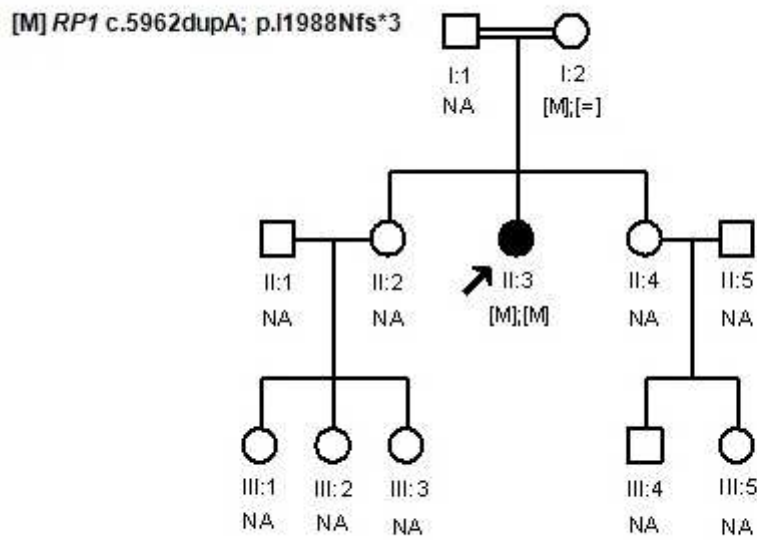 [M] RP1 c.5962dupA; p.I1988Nfs*3
I:1 I:2
NA [M];[=]
II:1 II:2 II:3 II:4 II:5
NA NA [M];[M] NA NA
III:1 III:2 III:3 III:4 III:5
NA NA NA NA NA